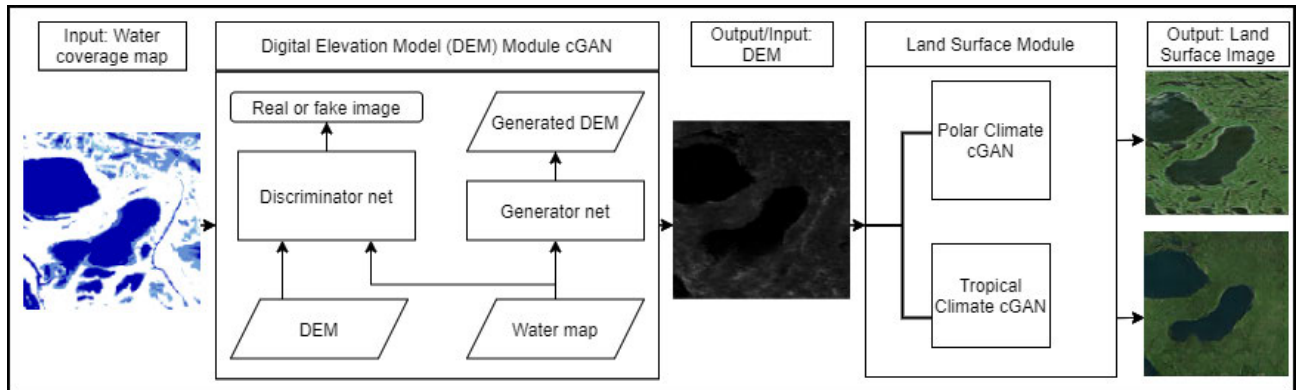 Input: Water
coverage map
Digital Elevation Model (DEM) Module cGAN
Real or fake image
Discriminator net
DEM
Generated DEM
Generator net
Water map
Output/Input:
DEM
Land Surface Module
Polar Climate
cGAN
Tropical
Climate cGAN
Output: Land
Surface Image